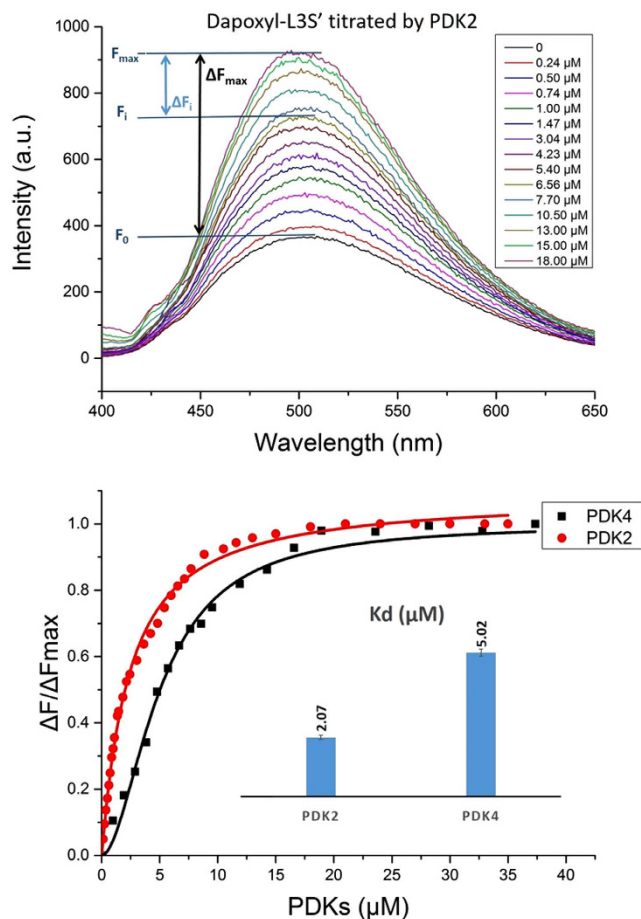 Dapoxyl-L3S' titrated by PDK2
1000
900
800
700
600
500
400
300
200
100
0
Intensity (a.u.)
Fmax
Fi
F0
ΔFi
ΔFmax
0
0.24 µM
0.50 µM
0.74 µM
1.00 µM
1.47 µM
3.04 µM
4.23 µM
5.40 µM
6.56 µM
7.70 µM
10.50 µM
13.00 µM
15.00 µM
18.00 µM
400 450 500 550 600 650
Wavelength (nm)
1.0
0.8
0.6
0.4
0.2
0.0
ΔF/ΔFmax
PDK4
PDK2
Kd (µM)
2.07
5.02
PDK2 PDK4
0 5 10 15 20 25 30 35 40
PDKs (µM)